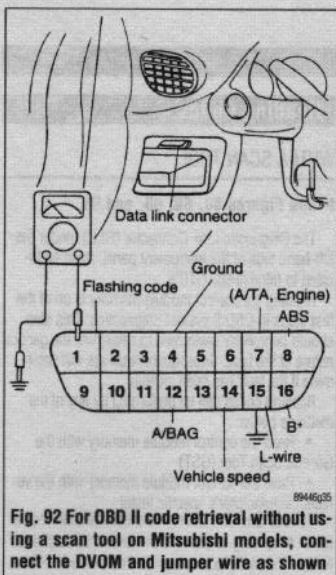 Data link connector
Ground
Flashing code
(A/TA, Engine)
ABS
1 2 3 4 5 6 7 8
9 10 11 12 13 14 15 16
A/BAG
B+
L-wire
Vehicle speed
89446g35
Fig. 92 For OBD II code retrieval without us-
ing a scan tool on Mitsubishi models, con-
nect the DVOM and jumper wire as shown